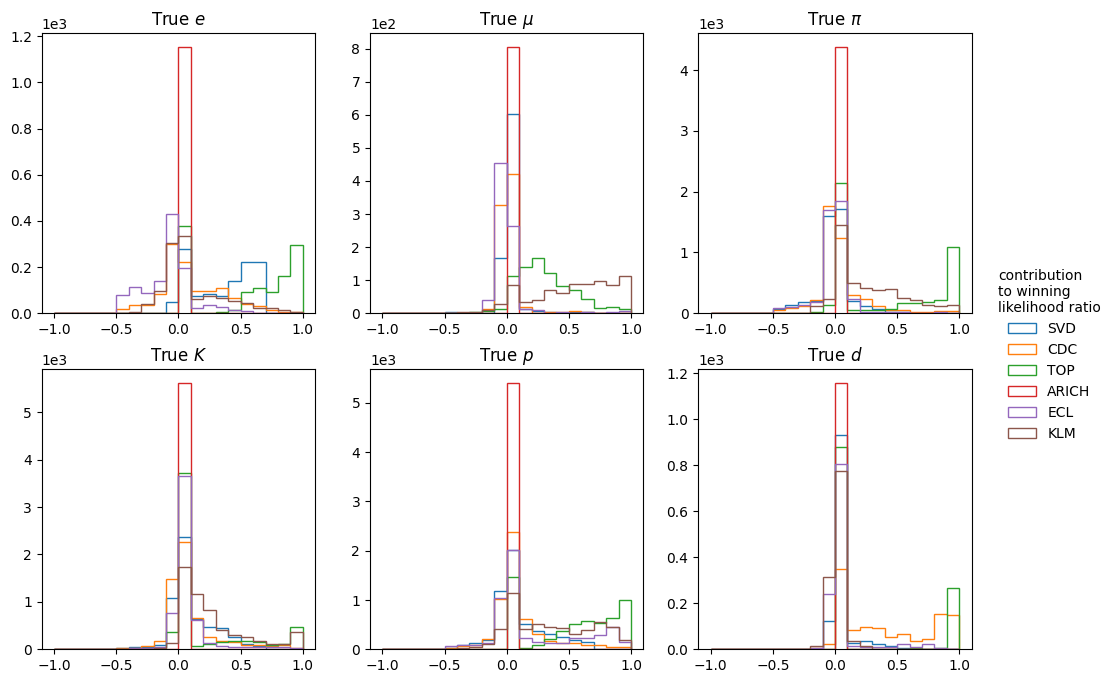 True e
1e3
1.2
1.0
0.8
0.6
0.4
0.2
0.0
−1.0 −0.5 0.0 0.5 1.0
True μ
1e2
8
7
6
5
4
3
2
1
0
−1.0 −0.5 0.0 0.5 1.0
True π
1e3
4
3
2
1
0
−1.0 −0.5 0.0 0.5 1.0
True K
1e3
5
4
3
2
1
0
−1.0 −0.5 0.0 0.5 1.0
True p
1e3
5
4
3
2
1
0
−1.0 −0.5 0.0 0.5 1.0
True d
1e3
1.2
1.0
0.8
0.6
0.4
0.2
0.0
−1.0 −0.5 0.0 0.5 1.0
contribution
to winning
likelihood ratio
SVD
CDC
TOP
ARICH
ECL
KLM